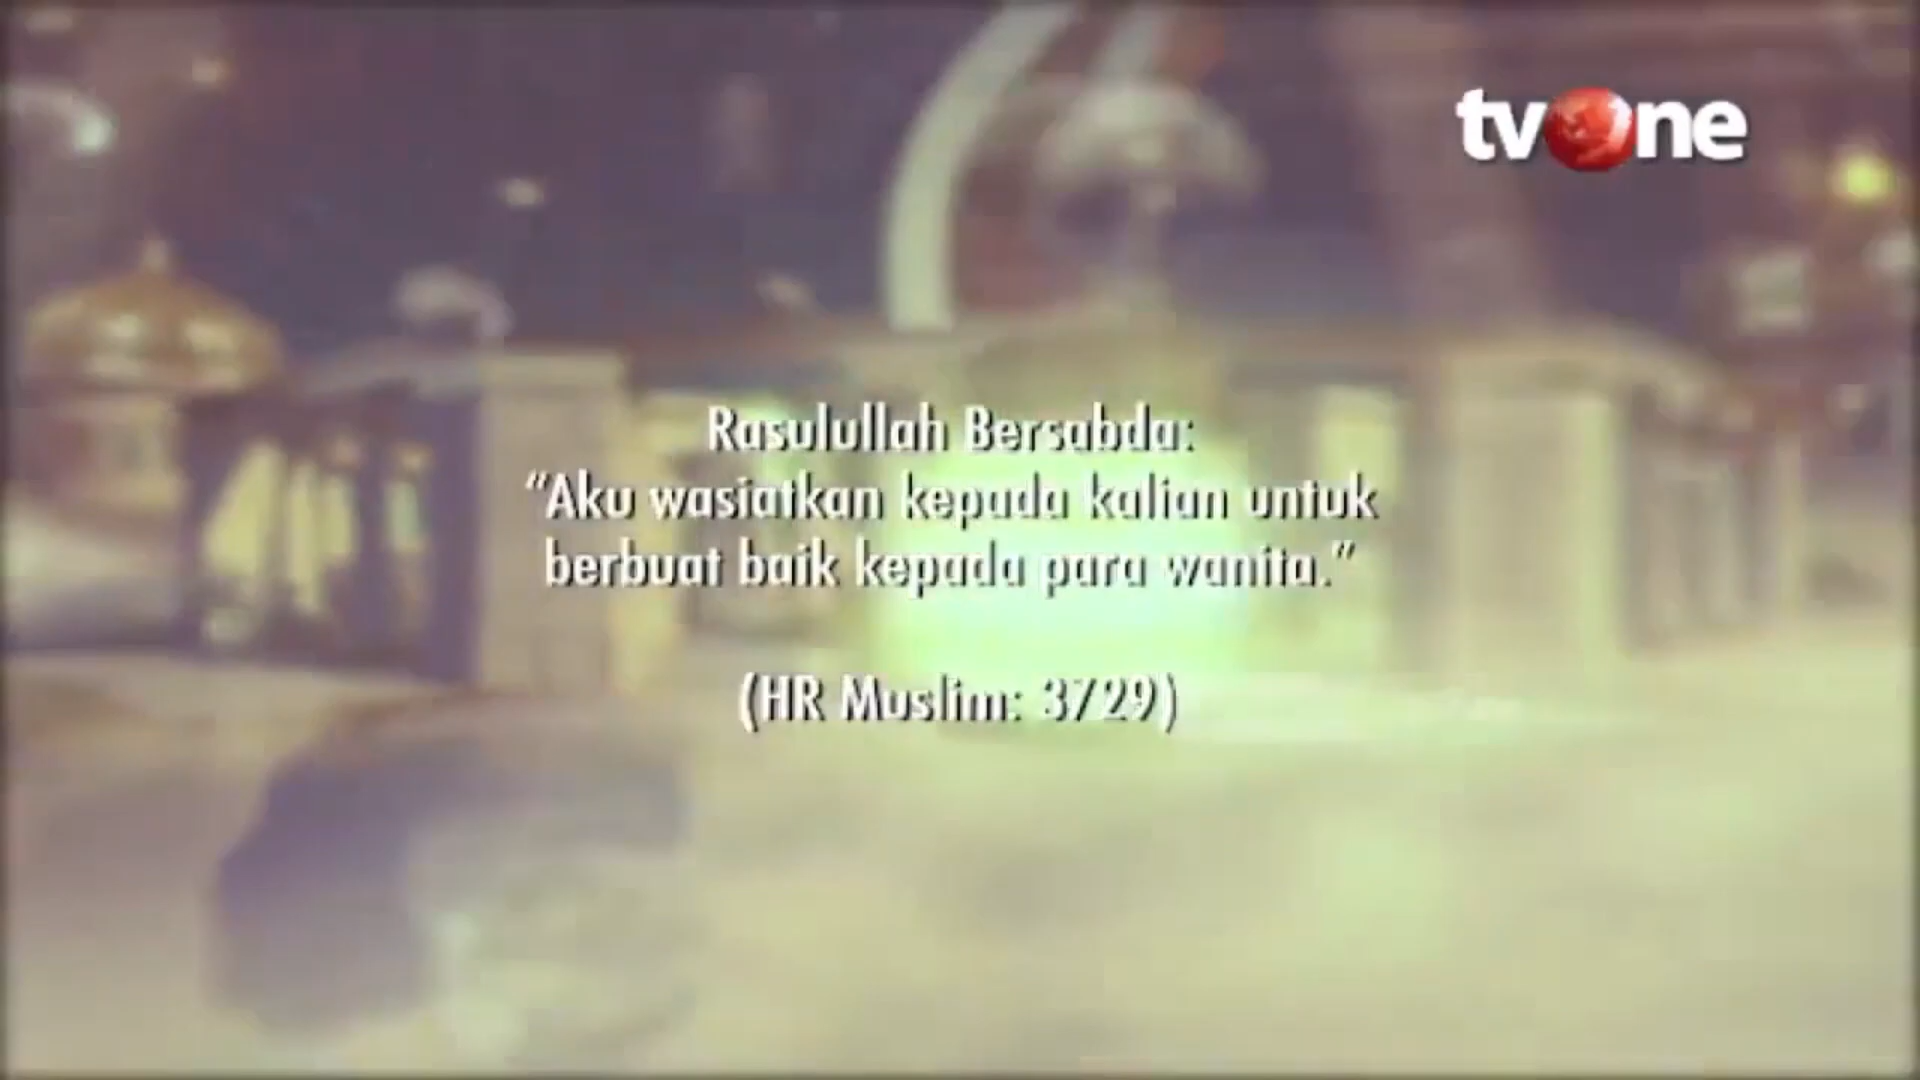 tvOne
Rasulullah Bersabda:
“Aku wasiatkan kepada kalian untuk
berbuat baik kepada para wanita.”
(HR Muslim: 3729)